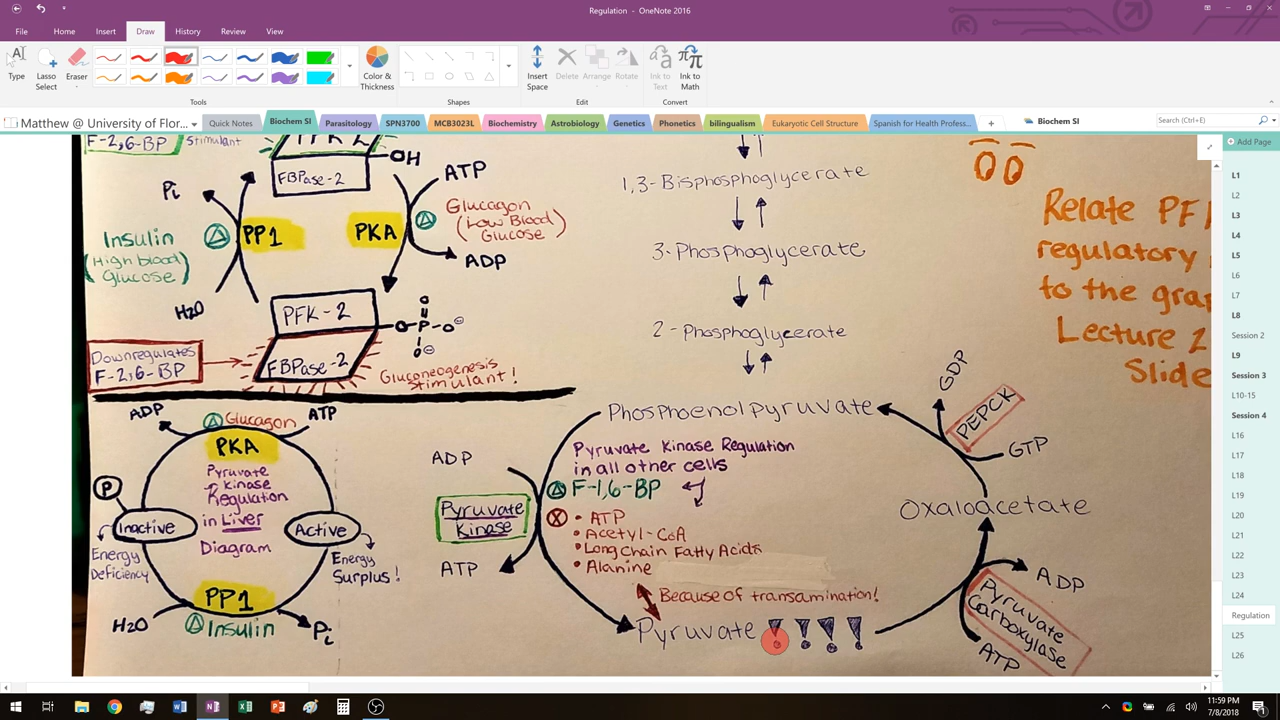 Regulation - OneNote 2016
File
Home
Insert
Draw
History
Review
View
Type
Lasso
Select
Eraser
Color &
Thickness
Insert
Space
Delete
Arrange
Rotate
Ink to
Text
Ink to
Math
Tools
Shapes
Edit
Convert
Matthew @ University of Flor...
Quick Notes
Biochem SI
Parasitology
SPN3700
MCB3023L
Biochemistry
Astrobiology
Genetics
Phonetics
bilingualism
Eukaryotic Cell Structure
Spanish for Health Profess...
Biochem SI
Search (Ctrl+E)
Add Page
L1
L2
L3
L4
L5
L6
L7
L8
Session 2
L9
Session 3
L10-15
Session 4
L16
L17
L18
L19
L20
L21
L22
L23
L24
Regulation
L25
L26
F-2,6-BP
Stimulant
PFK-2
FBPase-2
OH
Pi
ATP
Insulin
(High blood
Glucose)
PP1
PKA
Glucagon
(Low Blood
Glucose)
ADP
H2O
PFK-2
FBPase-2
O
O-P-O⊖
O⊖
Downregulates
F-2,6-BP
Gluconeogenesis
stimulant!
ADP
Glucagon
ATP
PKA
Pyruvate
Kinase
Regulation
in Liver
Diagram
P
Inactive
Active
Energy
Deficiency
Energy
Surplus!
PP1
H2O
Insulin
Pi
1,3-Bisphosphoglycerate
3-Phosphoglycerate
2-Phosphoglycerate
Phosphoenolpyruvate
ADP
Pyruvate
Kinase
ATP
Pyruvate Kinase Regulation
in all other cells
F-1,6-BP
X
• ATP
• Acetyl-CoA
• Long Chain Fatty Acids
• Alanine
Because of transamination!
Pyruvate !!!!
GDP
PEPCK
GTP
Oxaloacetate
ADP
Pyruvate
Carboxylase
ATP
Relate PF
regulatory
to the gra
Lecture 2
Slide
11:59 PM
7/8/2018